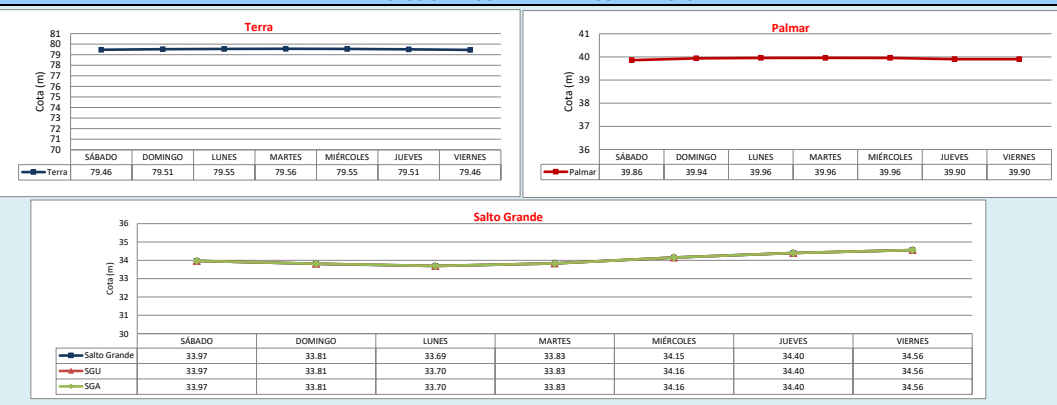 Terra
81
80
79
78
77
76
75
74
73
72
71
70
Cota (m)
SÁBADO DOMINGO LUNES MARTES MIÉRCOLES JUEVES VIERNES
Terra 79.46 79.51 79.55 79.56 79.55 79.51 79.46
Palmar
41
40
39
38
37
36
Cota (m)
SÁBADO DOMINGO LUNES MARTES MIÉRCOLES JUEVES VIERNES
Palmar 39.86 39.94 39.96 39.96 39.96 39.90 39.90
Salto Grande
36
35
34
33
32
31
30
Cota (m)
SÁBADO DOMINGO LUNES MARTES MIÉRCOLES JUEVES VIERNES
Salto Grande 33.97 33.81 33.69 33.83 34.15 34.40 34.56
SGU 33.97 33.81 33.70 33.83 34.16 34.40 34.56
SGA 33.97 33.81 33.70 33.83 34.16 34.40 34.56